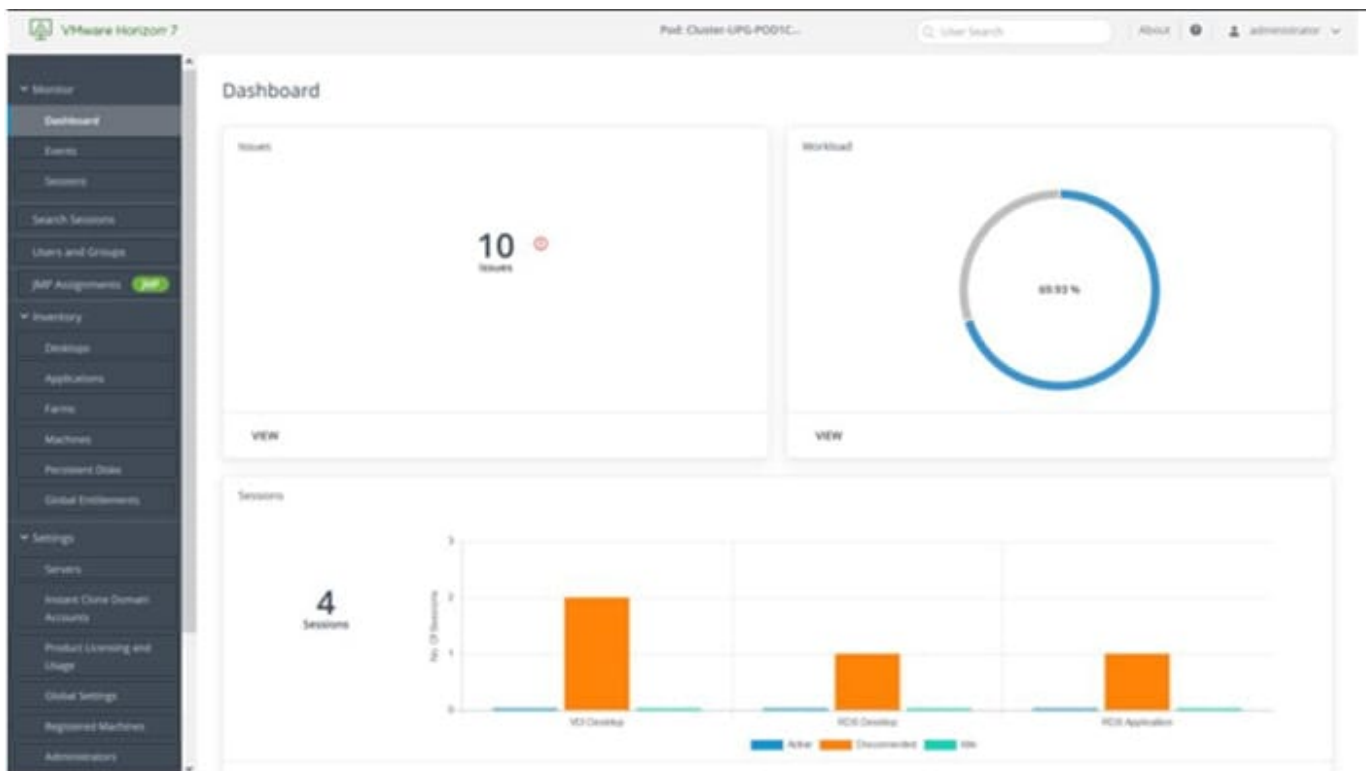 VMware Horizon 7
Pod: Cluster-UPG-POD1C...
User Search
About
administrator
Monitor
Dashboard
Events
Sessions
Search Sessions
Users and Groups
JMP Assignments
JMP
Inventory
Desktops
Applications
Farms
Machines
Persistent Disks
Global Entitlements
Settings
Servers
Instant Clone Domain
Accounts
Product Licensing and
Usage
Global Settings
Registered Machines
Administrators
Dashboard
Issues
10
Issues
VIEW
Workload
69.93 %
VIEW
Sessions
4
Sessions
No. Of Sessions
3
2
1
0
VDI Desktop
RDS Desktop
RDS Application
Active
Disconnected
Idle